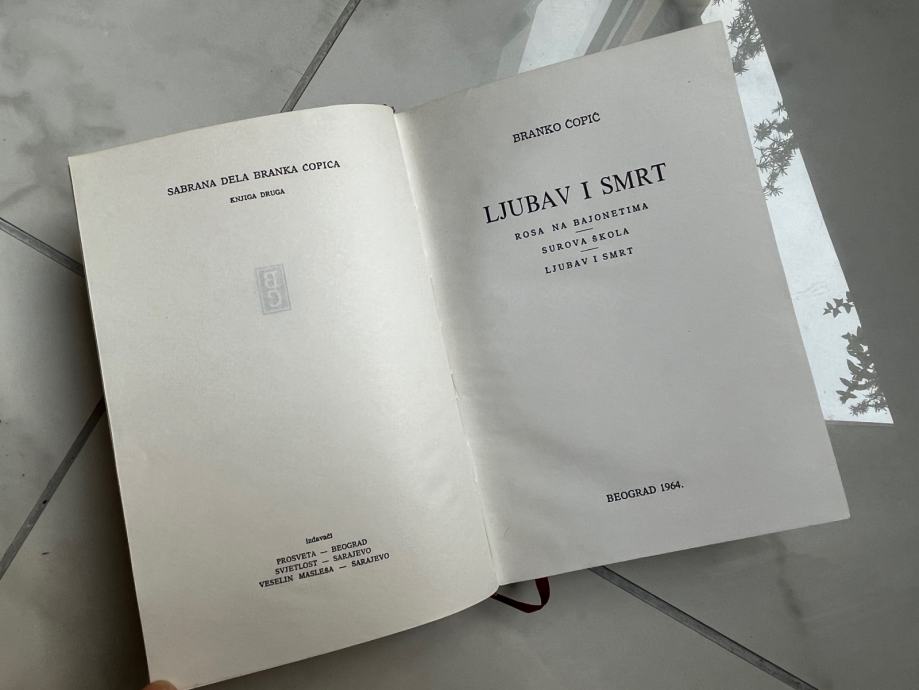 SABRANA DELA BRANKA ĆOPIĆA
KNJIGA DRUGA
izdavači
PROSVETA — BEOGRAD
SVJETLOST — SARAJEVO
VESELIN MASLEŠA — SARAJEVO
BRANKO ĆOPIĆ
LJUBAV I SMRT
ROSA NA BAJONETIMA
SUROVA ŠKOLA
LJUBAV I SMRT
BEOGRAD 1964.